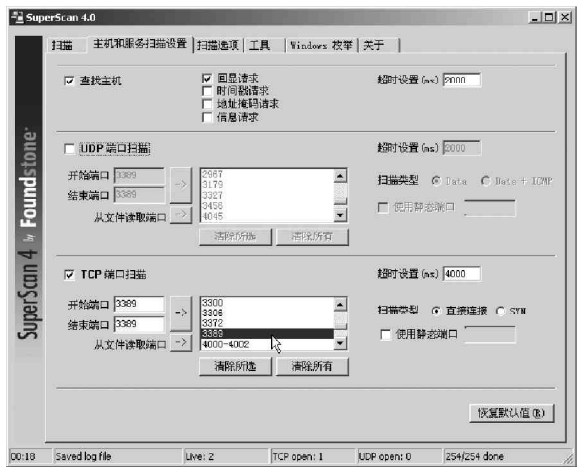 SuperScan 4.0
扫描 主机和服务扫描设置 扫描选项 工具 Windows 枚举 关于
查找主机
回显请求
时间戳请求
地址掩码请求
信息请求
超时设置(ms) 2000
UDP 端口扫描
超时设置(ms) 2000
开始端口 3389
结束端口 3389
从文件读取端口 ->
->
2967
3179
3327
3456
4045
清除所选 清除所有
扫描类型 Data Data + ICMP
使用静态端口
TCP 端口扫描
超时设置(ms) 4000
开始端口 3389
结束端口 3389
从文件读取端口 ->
->
3300
3306
3372
3389
4000-4002
清除所选 清除所有
扫描类型 直接连接 SYN
使用静态端口
恢复默认值(R)
SuperScan 4 by Foundstone
00:18 Saved log file Live: 2 TCP open: 1 UDP open: 0 254/254 done